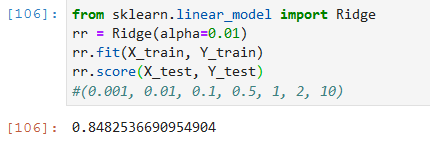 [106]: from sklearn.linear_model import Ridge
rr = Ridge(alpha=0.01)
rr.fit(X_train, Y_train)
rr.score(X_test, Y_test)
#(0.001, 0.01, 0.1, 0.5, 1, 2, 10)
[106]: 0.8482536690954904